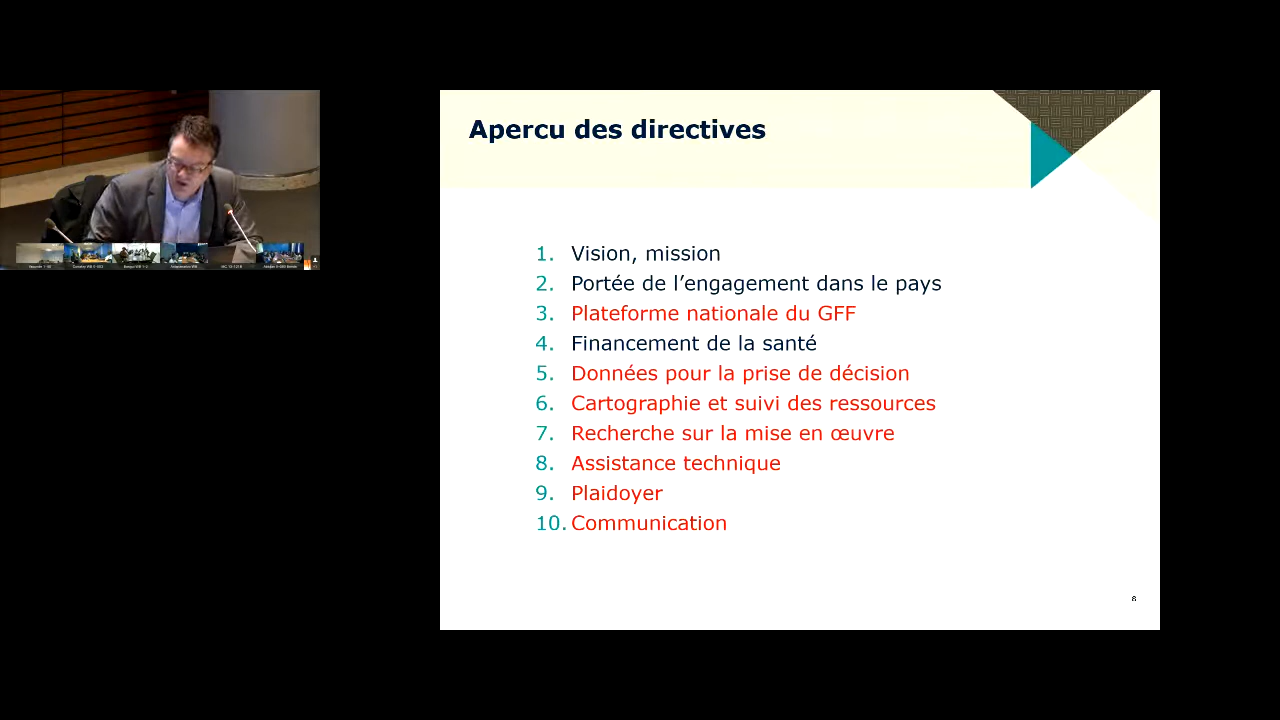 Apercu des directives
1. Vision, mission
2. Portée de l’engagement dans le pays
3. Plateforme nationale du GFF
4. Financement de la santé
5. Données pour la prise de décision
6. Cartographie et suivi des ressources
7. Recherche sur la mise en œuvre
8. Assistance technique
9. Plaidoyer
10. Communication